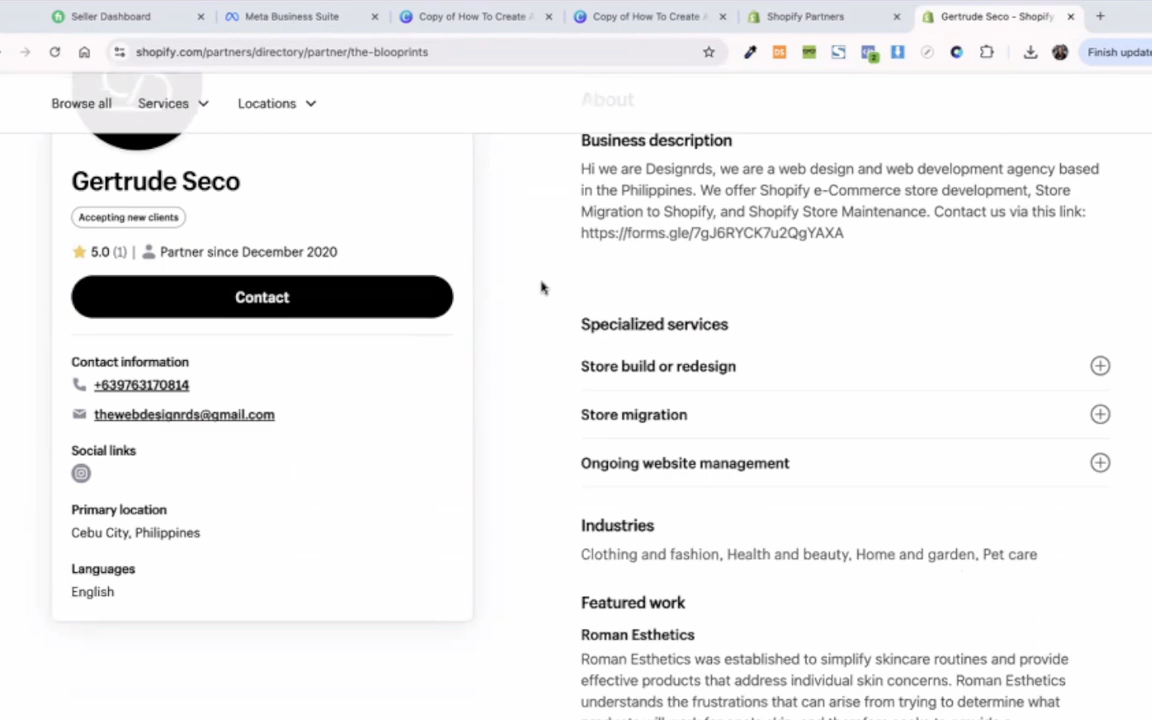 Seller Dashboard
Meta Business Suite
Copy of How To Create
Copy of How To Create
Shopify Partners
Gertrude Seco - Shopify
shopify.com/partners/directory/partner/the-blooprints
2
Finish update
Browse all
Services
Locations
Gertrude Seco
Accepting new clients
5.0 (1) | Partner since December 2020
Contact
Contact information
+639763170814
thewebdesignrds@gmail.com
Social links
Primary location
Cebu City, Philippines
Languages
English
About
Business description
Hi we are Designrds, we are a web design and web development agency based
in the Philippines. We offer Shopify e-Commerce store development, Store
Migration to Shopify, and Shopify Store Maintenance. Contact us via this link:
https://forms.gle/7gJ6RYCK7u2QgYAXA
Specialized services
Store build or redesign
Store migration
Ongoing website management
Industries
Clothing and fashion, Health and beauty, Home and garden, Pet care
Featured work
Roman Esthetics
Roman Esthetics was established to simplify skincare routines and provide
effective products that address individual skin concerns. Roman Esthetics
understands the frustrations that can arise from trying to determine what